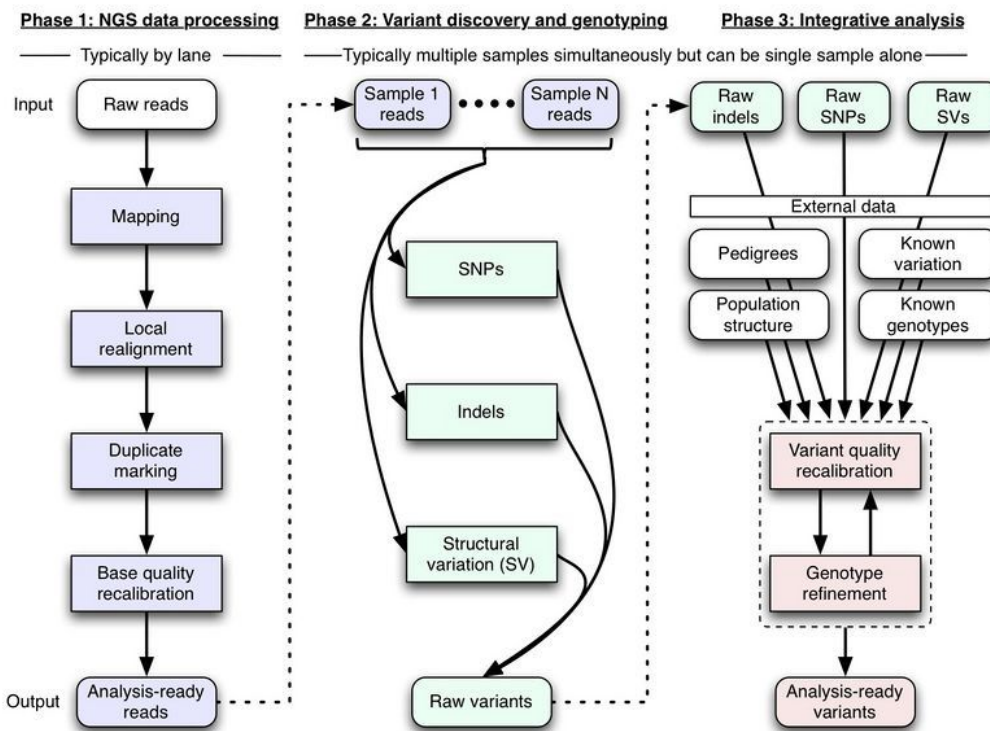 Phase 1: NGS data processing
Typically by lane
Input
Raw reads
Mapping
Local
realignment
Duplicate
marking
Base quality
recalibration
Output
Analysis-ready
reads
Phase 2: Variant discovery and genotyping
Typically multiple samples simultaneously but can be single sample alone
Sample 1
reads
Sample N
reads
SNPs
Indels
Structural
variation (SV)
Raw variants
Phase 3: Integrative analysis
Raw
indels
Raw
SNPs
Raw
SVs
External data
Pedigrees
Known
variation
Population
structure
Known
genotypes
Variant quality
recalibration
Genotype
refinement
Analysis-ready
variants